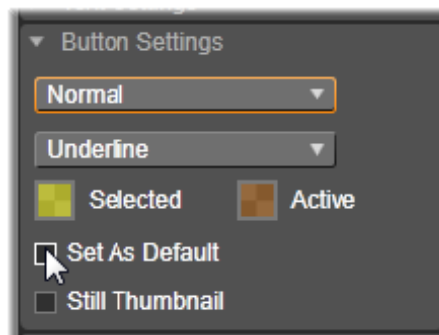 Button Settings
Normal
Underline
Selected Active
Set As Default
Still Thumbnail